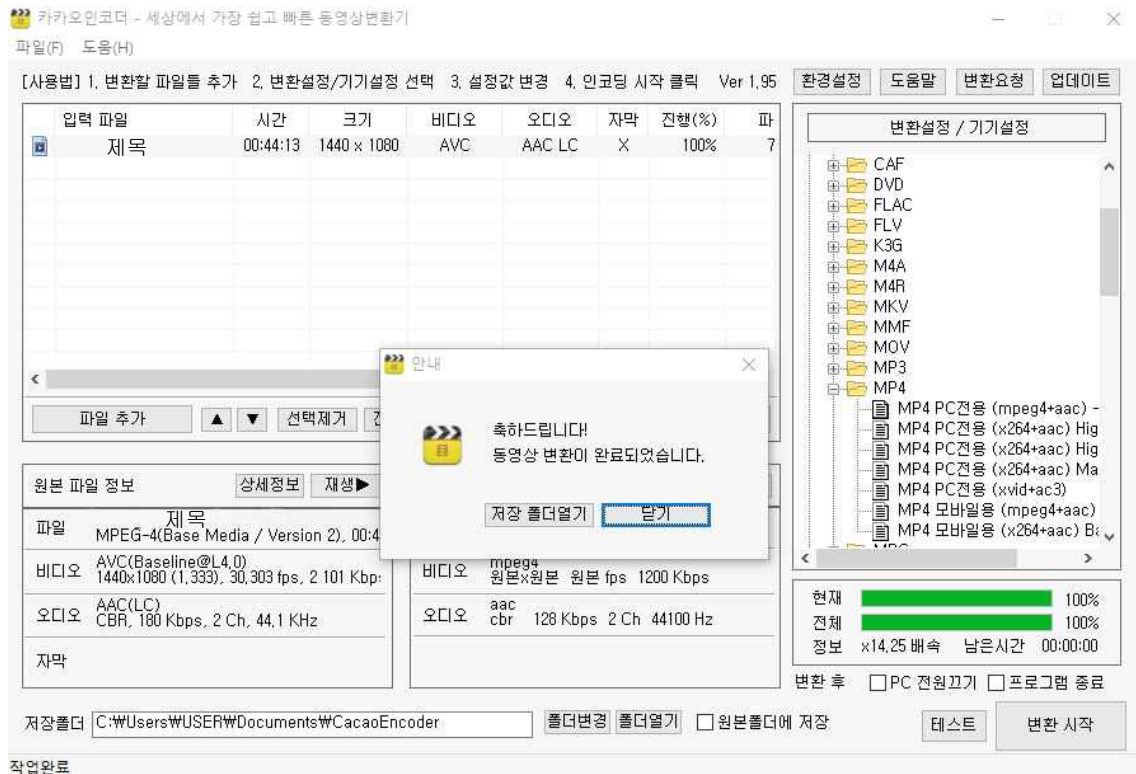 카카오인코더 - 세상에서 가장 쉽고 빠른 동영상변환기
파일(F) 도움(H)
[사용법] 1. 변환할 파일들 추가 2. 변환설정/기기설정 선택 3. 설정값 변경 4. 인코딩 시작 클릭 Ver 1.95
환경설정 도움말 변환요청 업데이트
입력 파일 시간 크기 비디오 오디오 자막 진행(%) 파
제목 00:44:13 1440 x 1080 AVC AAC LC X 100% 7
변환설정 / 기기설정
CAF
DVD
FLAC
FLV
K3G
M4A
M4R
MKV
MMF
MOV
MP3
MP4
MP4 PC전용 (mpeg4+aac) -
MP4 PC전용 (x264+aac) Hig
MP4 PC전용 (x264+aac) Hig
MP4 PC전용 (x264+aac) Ma
MP4 PC전용 (xvid+ac3)
MP4 모바일용 (mpeg4+aac)
MP4 모바일용 (x264+aac) Ba
파일 추가 ▲ ▼ 선택제거
안내
축하드립니다!
동영상 변환이 완료되었습니다.
저장 폴더열기 닫기
원본 파일 정보 상세정보 재생▶
파일 제목
MPEG-4(Base Media / Version 2), 00:4
비디오 AVC(Baseline@L4.0)
1440x1080 (1.333), 30.303 fps, 2 101 Kbp
오디오 AAC(LC)
CBR, 180 Kbps, 2 Ch, 44.1 KHz
자막
비디오 mpeg4
원본x원본 원본 fps 1200 Kbps
오디오 aac
cbr 128 Kbps 2 Ch 44100 Hz
현재 100%
전체 100%
정보 x14.25 배속 남은시간 00:00:00
변환 후 PC 전원끄기 프로그램 종료
저장폴더 C:₩Users₩USER₩Documents₩CacaoEncoder 폴더변경 폴더열기 원본폴더에 저장 테스트 변환 시작
작업완료